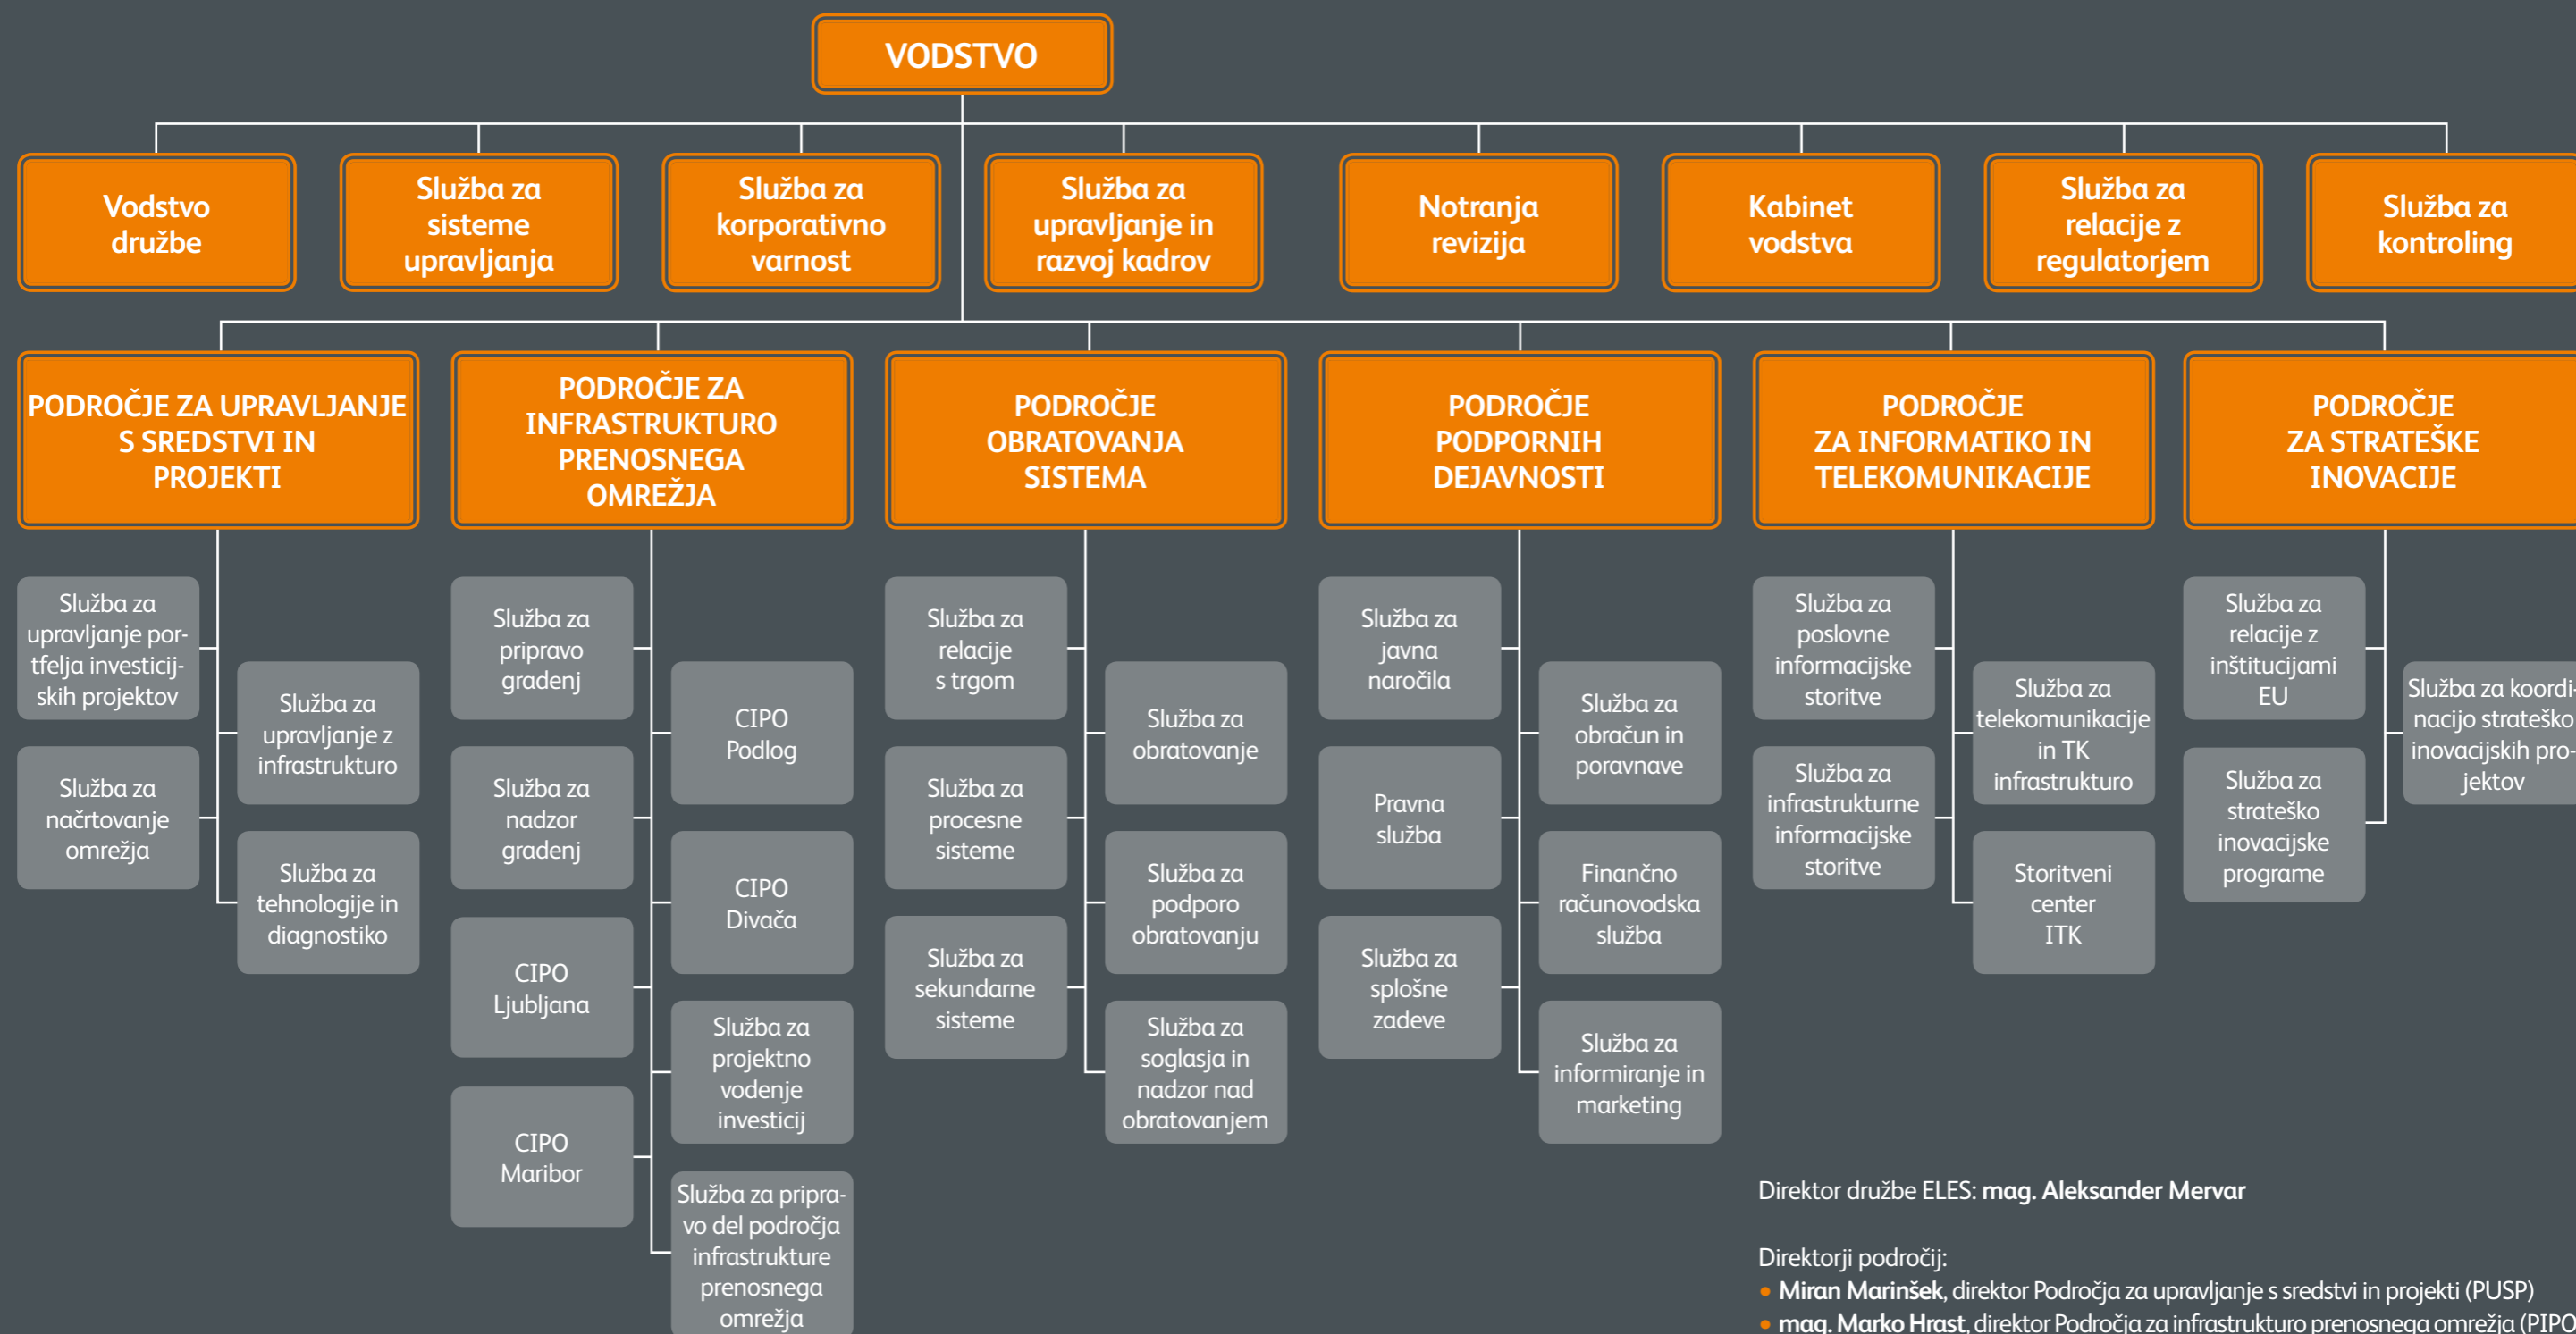 VODSTVO
Vodstvo
družbe
Služba za
sisteme
upravljanja
Služba za
korporativno
varnost
Služba za
upravljanje in
razvoj kadrov
Notranja
revizija
Kabinet
vodstva
Služba za
relacije z
regulatorjem
Služba za
kontroling
PODROČJE ZA UPRAVLJANJE
S SREDSTVI IN
PROJEKTI
PODROČJE ZA
INFRASTRUKTURO
PRENOSNEGA
OMREŽJA
PODROČJE
OBRATOVANJA
SISTEMA
PODROČJE
PODPORNIH
DEJAVNOSTI
PODROČJE
ZA INFORMATIKO IN
TELEKOMUNIKACIJE
PODROČJE
ZA STRATEŠKE
INOVACIJE
Služba za
upravljanje por-
tfelja investicij-
skih projektov
Služba za
upravljanje z
infrastrukturo
Služba za
načrtovanje
omrežja
Služba za
tehnologije in
diagnostiko
Služba za
pripravo
gradenj
CIPO
Podlog
Služba za
nadzor
gradenj
CIPO
Divača
CIPO
Ljubljana
Služba za
projektno
vodenje
investicij
CIPO
Maribor
Služba za pripra-
vo del področja
infrastrukture
prenosnega
omrežja
Služba za
relacije
s trgom
Služba za
obratovanje
Služba za
procesne
sisteme
Služba za
podporo
obratovanju
Služba za
sekundarne
sisteme
Služba za
soglasja in
nadzor nad
obratovanjem
Služba za
javna
naročila
Služba za
obračun in
poravnave
Pravna
služba
Finančno
računovodska
služba
Služba za
splošne
zadeve
Služba za
informiranje in
marketing
Služba za
poslovne
informacijske
storitve
Služba za
telekomunikacije
in TK
infrastrukturo
Služba za
infrastrukturne
informacijske
storitve
Storitveni
center
ITK
Služba za
relacije z
inštitucijami
EU
Služba za koordi-
nacijo strateško
inovacijskih pro-
jektov
Služba za
strateško
inovacijske
programe
Direktor družbe ELES: mag. Aleksander Mervar
Direktorji področij:
• Miran Marinšek, direktor Področja za upravljanje s sredstvi in projekti (PUSP)
• mag. Marko Hrast, direktor Področja za infrastrukturo prenosnega omrežja (PIPO